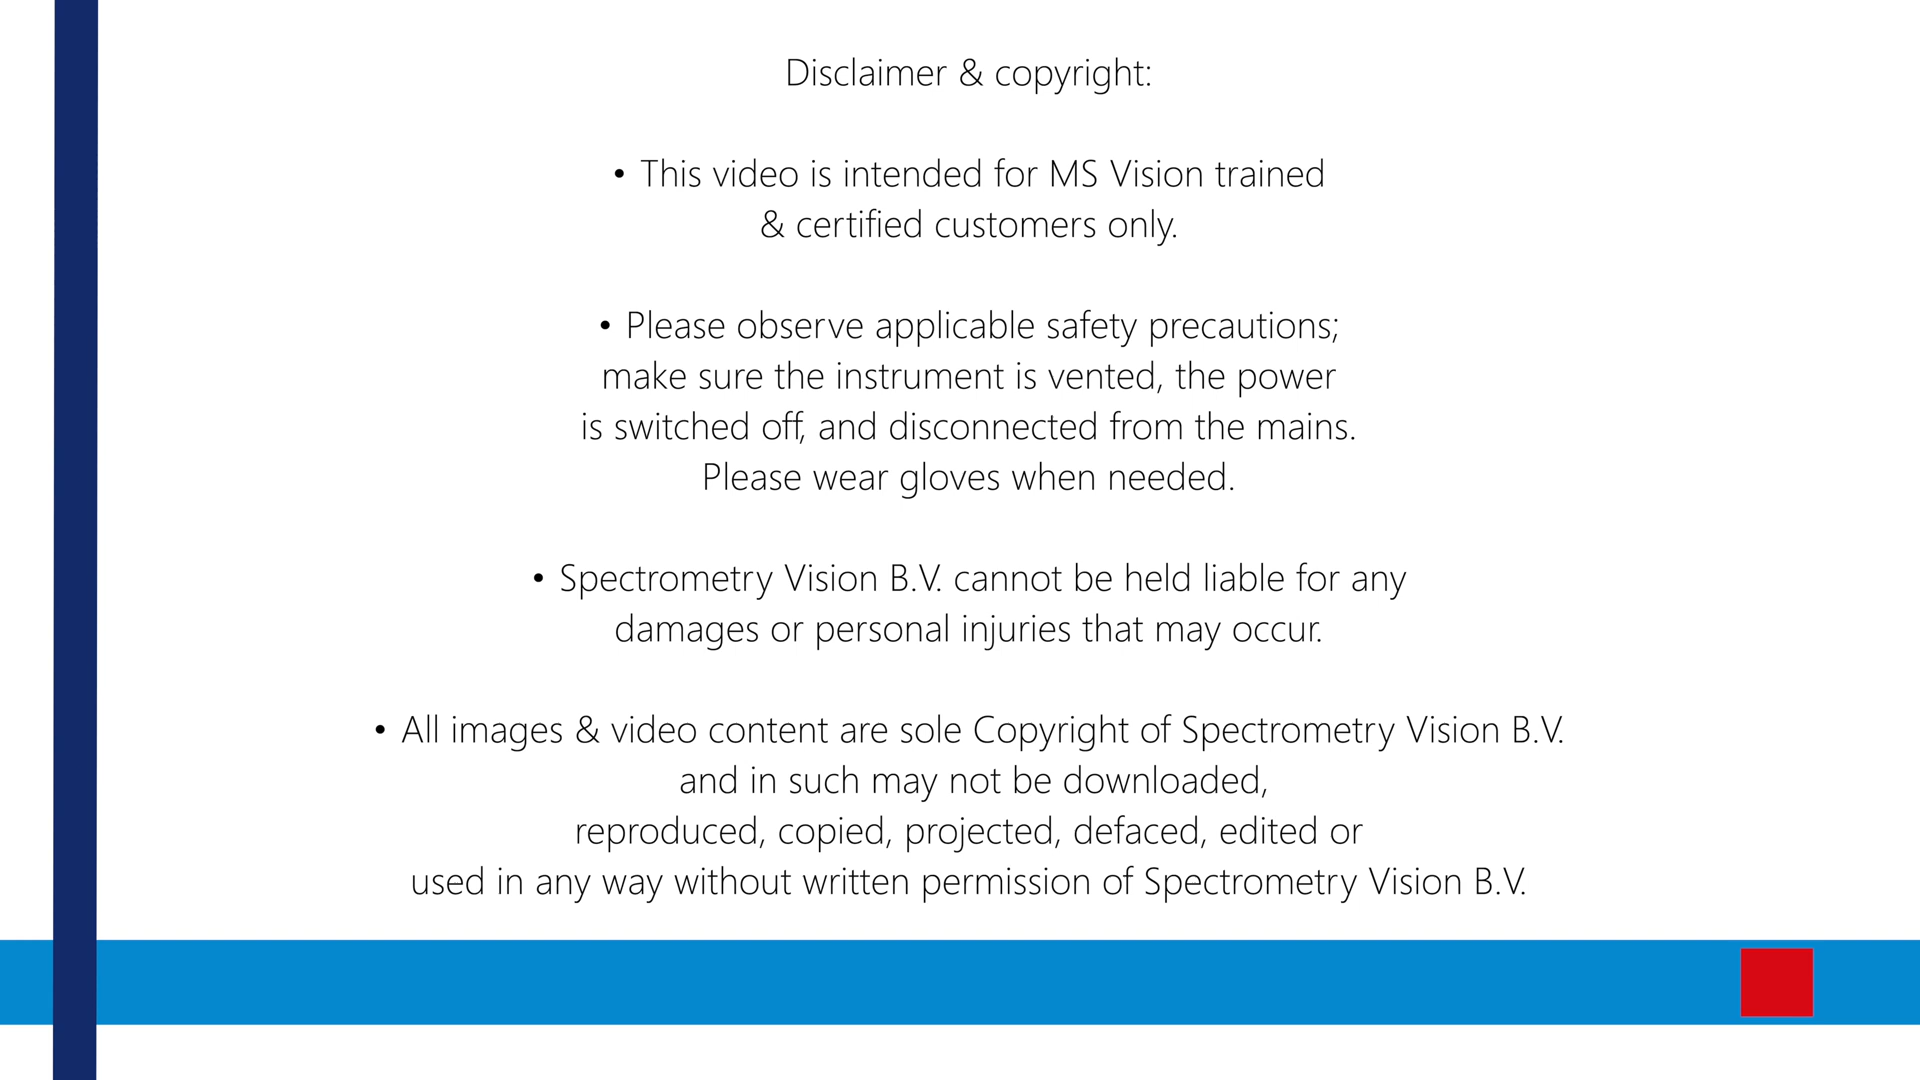 Disclaimer & copyright:
• This video is intended for MS Vision trained
& certified customers only.
• Please observe applicable safety precautions;
make sure the instrument is vented, the power
is switched off, and disconnected from the mains.
Please wear gloves when needed.
• Spectrometry Vision B.V. cannot be held liable for any
damages or personal injuries that may occur.
• All images & video content are sole Copyright of Spectrometry Vision B.V.
and in such may not be downloaded,
reproduced, copied, projected, defaced, edited or
used in any way without written permission of Spectrometry Vision B.V.